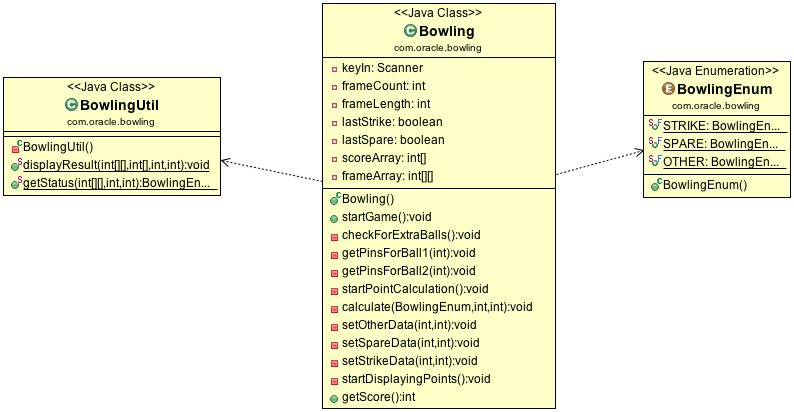 <<Java Class>>
BowlingUtil
com.oracle.bowling
BowlingUtil()
displayResult(int[][],int[],int,int):void
getStatus(int[][],int,int):BowlingEn...
<<Java Class>>
Bowling
com.oracle.bowling
keyIn: Scanner
frameCount: int
frameLength: int
lastStrike: boolean
lastSpare: boolean
scoreArray: int[]
frameArray: int[][]
Bowling()
startGame():void
checkForExtraBalls():void
getPinsForBall1(int):void
getPinsForBall2(int):void
startPointCalculation():void
calculate(BowlingEnum,int,int):void
setOtherData(int,int):void
setSpareData(int,int):void
setStrikeData(int,int):void
startDisplayingPoints():void
getScore():int
<<Java Enumeration>>
BowlingEnum
com.oracle.bowling
STRIKE: BowlingEn...
SPARE: BowlingEn...
OTHER: BowlingEn...
BowlingEnum()